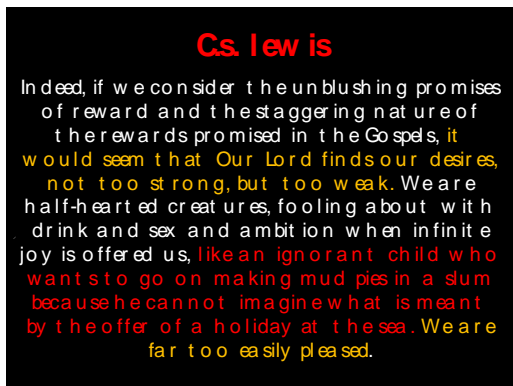 C.s. lewis
Indeed, if we consider the unblushing promises
of reward and the staggering nature of
the rewards promised in the Gospels, it
would seem that Our Lord finds our desires,
not too strong, but too weak. We are
half-hearted creatures, fooling about with
drink and sex and ambition when infinite
joy is offered us, like an ignorant child who
wants to go on making mud pies in a slum
because he cannot imagine what is meant
by the offer of a holiday at the sea. We are
far too easily pleased.